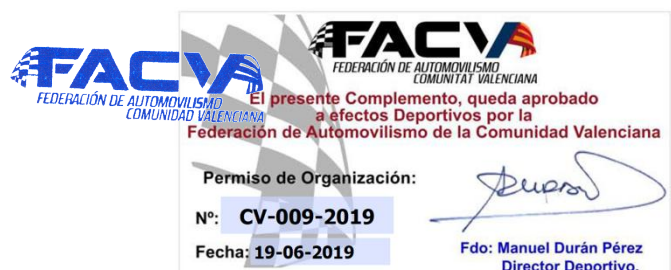 FACV
FEDERACIÓN DE AUTOMOVILISMO
COMUNIDAD VALENCIANA
FACV
FEDERACIÓN DE AUTOMOVILISMO
COMUNITAT VALENCIANA
El presente Complemento, queda aprobado
a efectos Deportivos por la
Federación de Automovilismo de la Comunidad Valenciana
Permiso de Organización:
Nº: CV-009-2019
Fecha: 19-06-2019
Fdo: Manuel Durán Pérez
Director Deportivo.